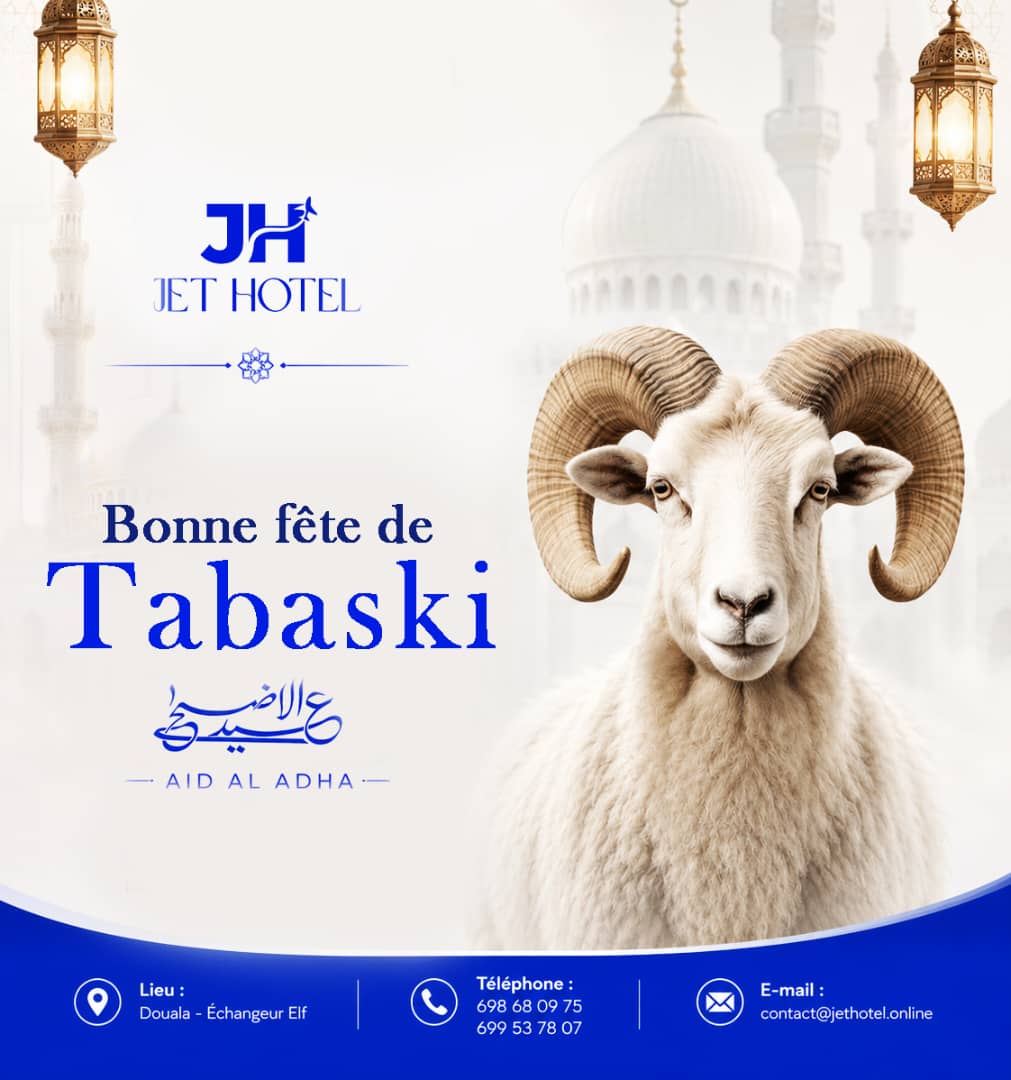 JH
JET HOTEL
Bonne fête de
Tabaski
عيد الاضحى
AID AL ADHA
Lieu :
Douala - Échangeur Elf
Téléphone :
698 68 09 75
699 53 78 07
E-mail :
contact@jethotel.online